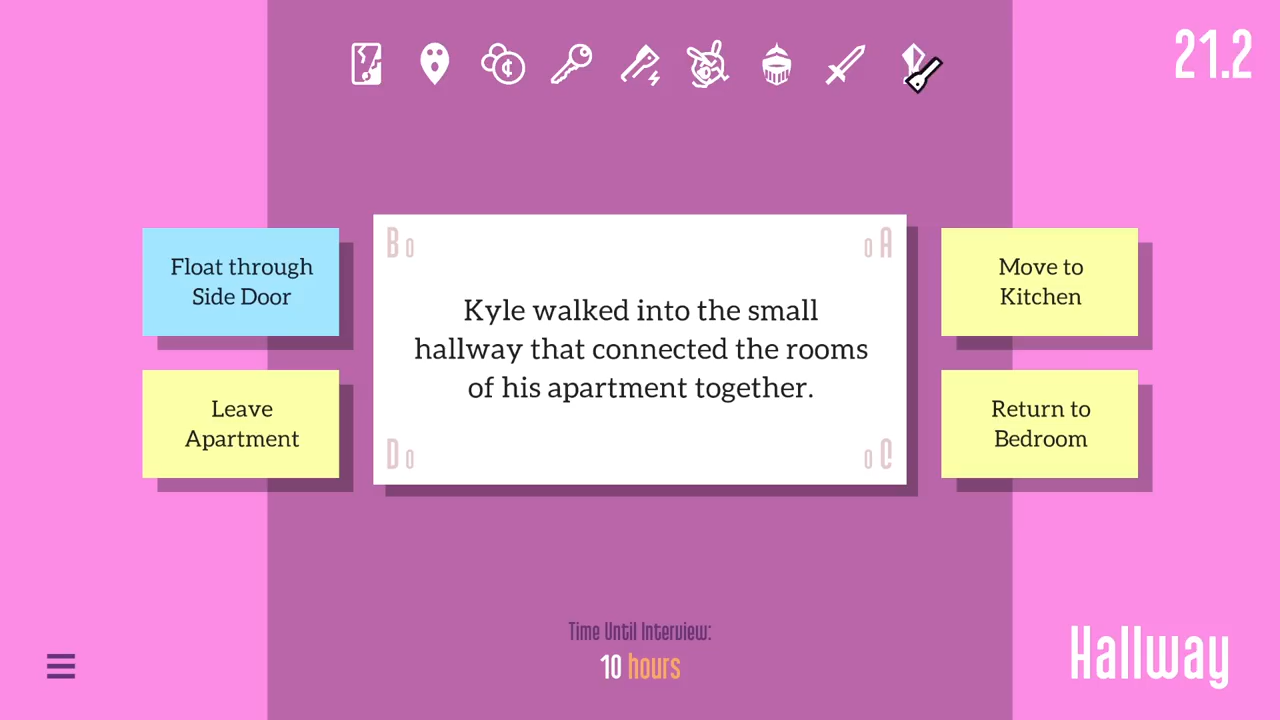 21.2
B 0
0 A
Float through
Side Door
Kyle walked into the small
hallway that connected the rooms
of his apartment together.
Move to
Kitchen
Leave
Apartment
Return to
Bedroom
D 0
0 C
Time Until Interview:
10 hours
Hallway